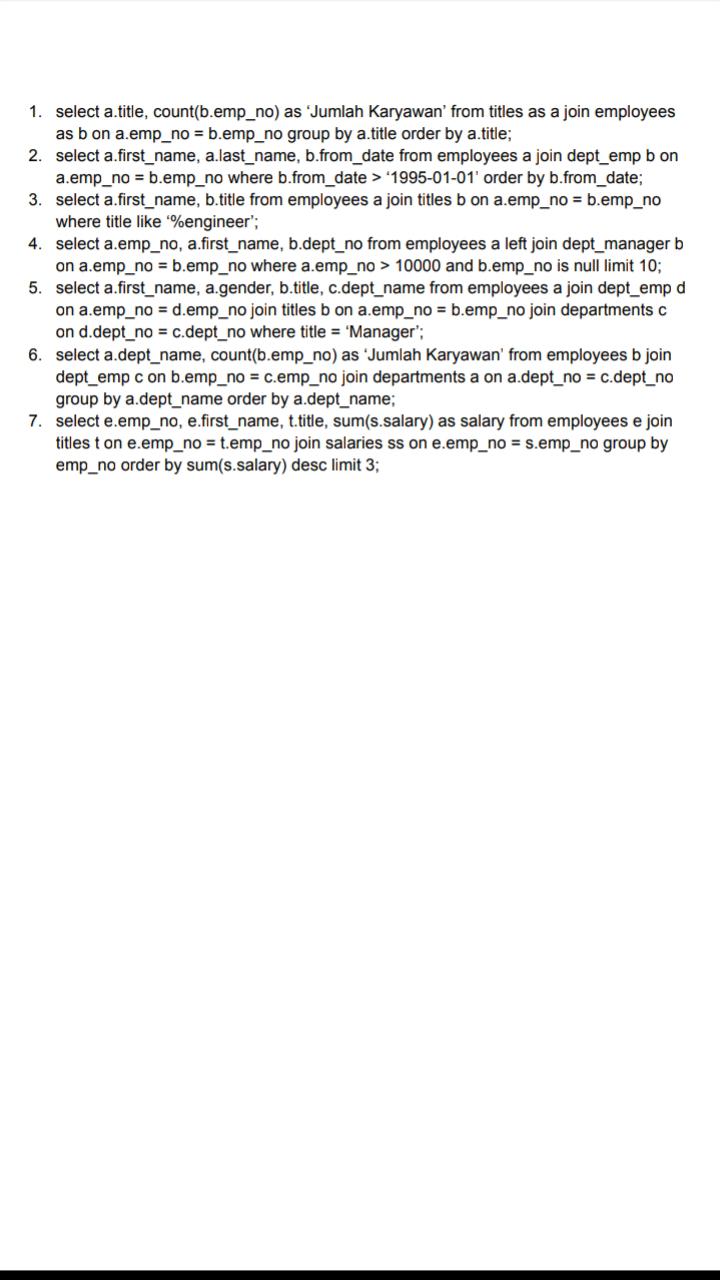 1. select a.title, count(b.emp_no) as ‘Jumlah Karyawan’ from titles as a join employees
as b on a.emp_no = b.emp_no group by a.title order by a.title;
2. select a.first_name, a.last_name, b.from_date from employees a join dept_emp b on
a.emp_no = b.emp_no where b.from_date > ‘1995-01-01’ order by b.from_date;
3. select a.first_name, b.title from employees a join titles b on a.emp_no = b.emp_no
where title like ‘%engineer’;
4. select a.emp_no, a.first_name, b.dept_no from employees a left join dept_manager b
on a.emp_no = b.emp_no where a.emp_no > 10000 and b.emp_no is null limit 10;
5. select a.first_name, a.gender, b.title, c.dept_name from employees a join dept_emp d
on a.emp_no = d.emp_no join titles b on a.emp_no = b.emp_no join departments c
on d.dept_no = c.dept_no where title = ‘Manager’;
6. select a.dept_name, count(b.emp_no) as ‘Jumlah Karyawan’ from employees b join
dept_emp c on b.emp_no = c.emp_no join departments a on a.dept_no = c.dept_no
group by a.dept_name order by a.dept_name;
7. select e.emp_no, e.first_name, t.title, sum(s.salary) as salary from employees e join
titles t on e.emp_no = t.emp_no join salaries ss on e.emp_no = s.emp_no group by
emp_no order by sum(s.salary) desc limit 3;